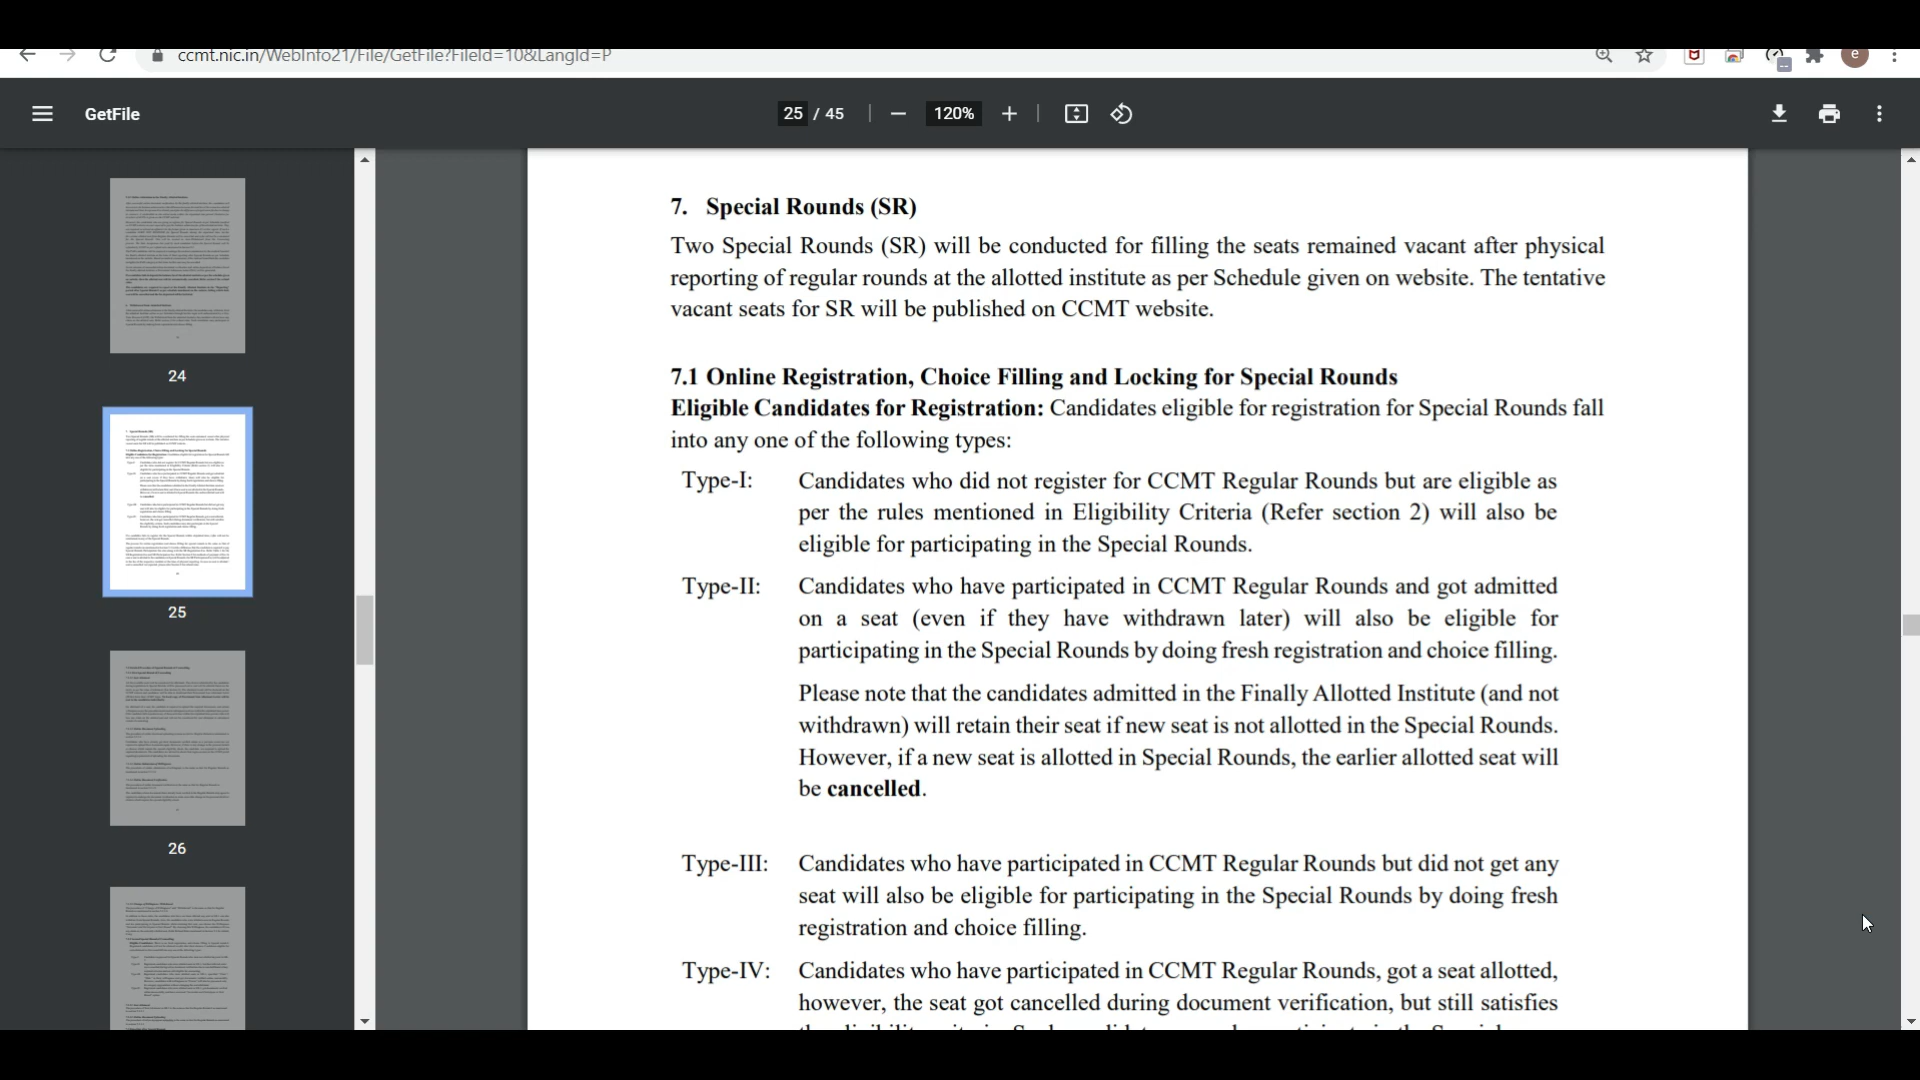 ccmt.nic.in/WebInfo21/File/GetFile?FileId=10&LangId=P
e
GetFile
25 / 45
120%
24
25
26
7. Special Rounds (SR)
Two Special Rounds (SR) will be conducted for filling the seats remained vacant after physical
reporting of regular rounds at the allotted institute as per Schedule given on website. The tentative
vacant seats for SR will be published on CCMT website.
7.1 Online Registration, Choice Filling and Locking for Special Rounds
Eligible Candidates for Registration: Candidates eligible for registration for Special Rounds fall
into any one of the following types:
Type-I: Candidates who did not register for CCMT Regular Rounds but are eligible as
per the rules mentioned in Eligibility Criteria (Refer section 2) will also be
eligible for participating in the Special Rounds.
Type-II: Candidates who have participated in CCMT Regular Rounds and got admitted
on a seat (even if they have withdrawn later) will also be eligible for
participating in the Special Rounds by doing fresh registration and choice filling.
Please note that the candidates admitted in the Finally Allotted Institute (and not
withdrawn) will retain their seat if new seat is not allotted in the Special Rounds.
However, if a new seat is allotted in Special Rounds, the earlier allotted seat will
be cancelled.
Type-III: Candidates who have participated in CCMT Regular Rounds but did not get any
seat will also be eligible for participating in the Special Rounds by doing fresh
registration and choice filling.
Type-IV: Candidates who have participated in CCMT Regular Rounds, got a seat allotted,
however, the seat got cancelled during document verification, but still satisfies